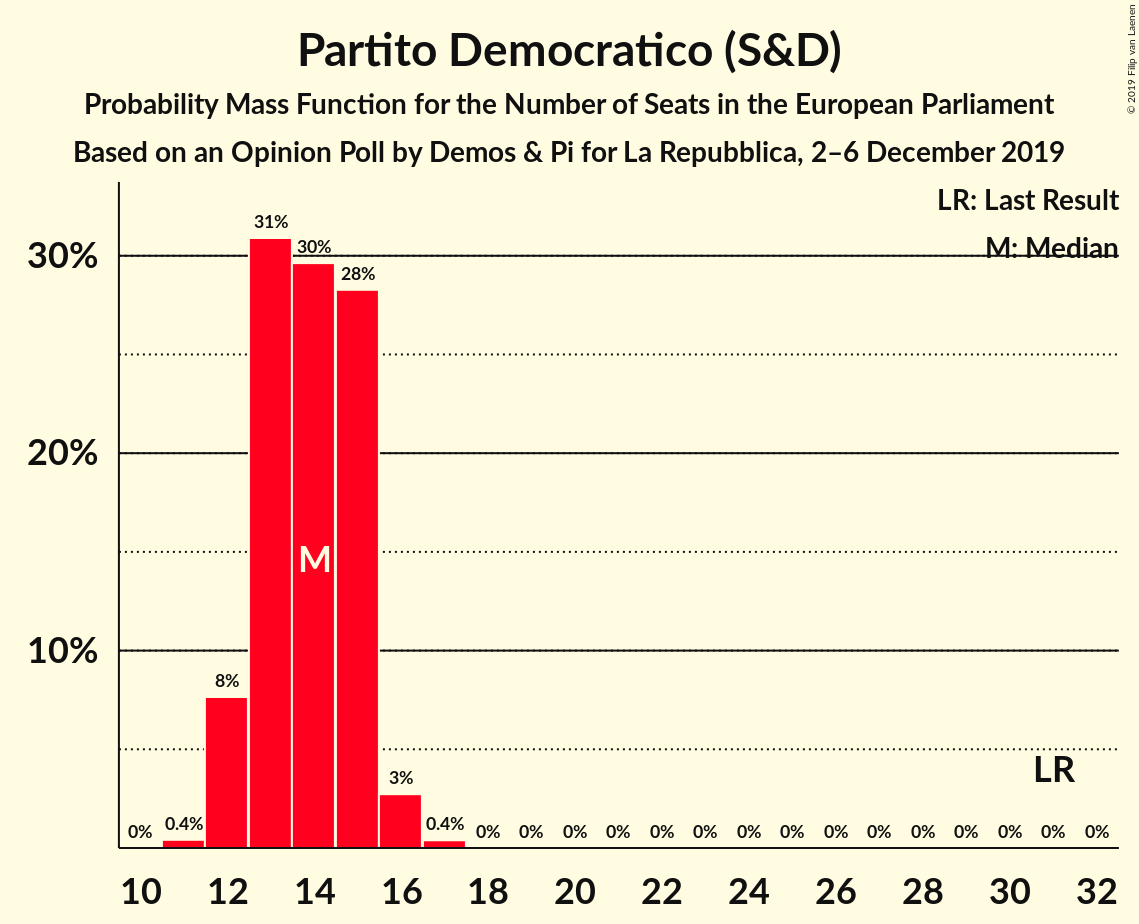 Partito Democratico (S&D)
Probability Mass Function for the Number of Seats in the European Parliament
Based on an Opinion Poll by Demos & Pi for La Repubblica, 2–6 December 2019
© 2019 Filip van Laenen
LR: Last Result
M: Median
30%
20%
10%
0% 0.4% 8% 31% 30% 28% 3% 0.4% 0% 0% 0% 0% 0% 0% 0% 0% 0% 0% 0% 0% 0% 0% 0%
M
LR
10 12 14 16 18 20 22 24 26 28 30 32